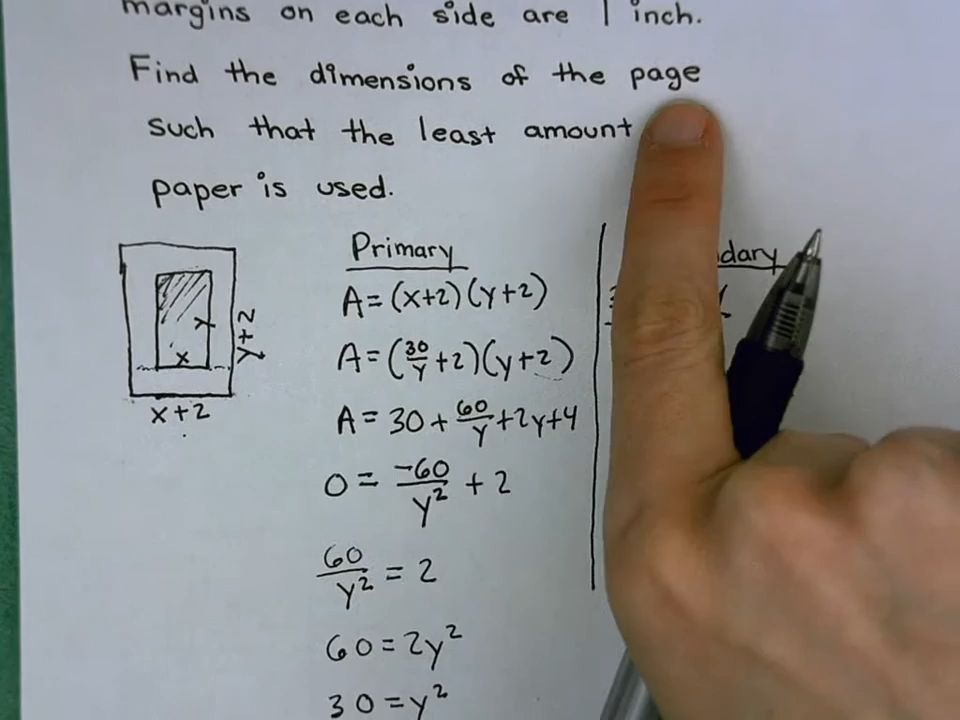 margins on each side are 1 inch.
Find the dimensions of the page
such that the least amount
paper is used.
Primary
A=(x+2)(y+2)
A=(30/y+2)(y+2)
A=30+60/y+2y+4
0=-60/y²+2
60/y²=2
60=2y²
30=y²
y
x
y+2
x+2
dary